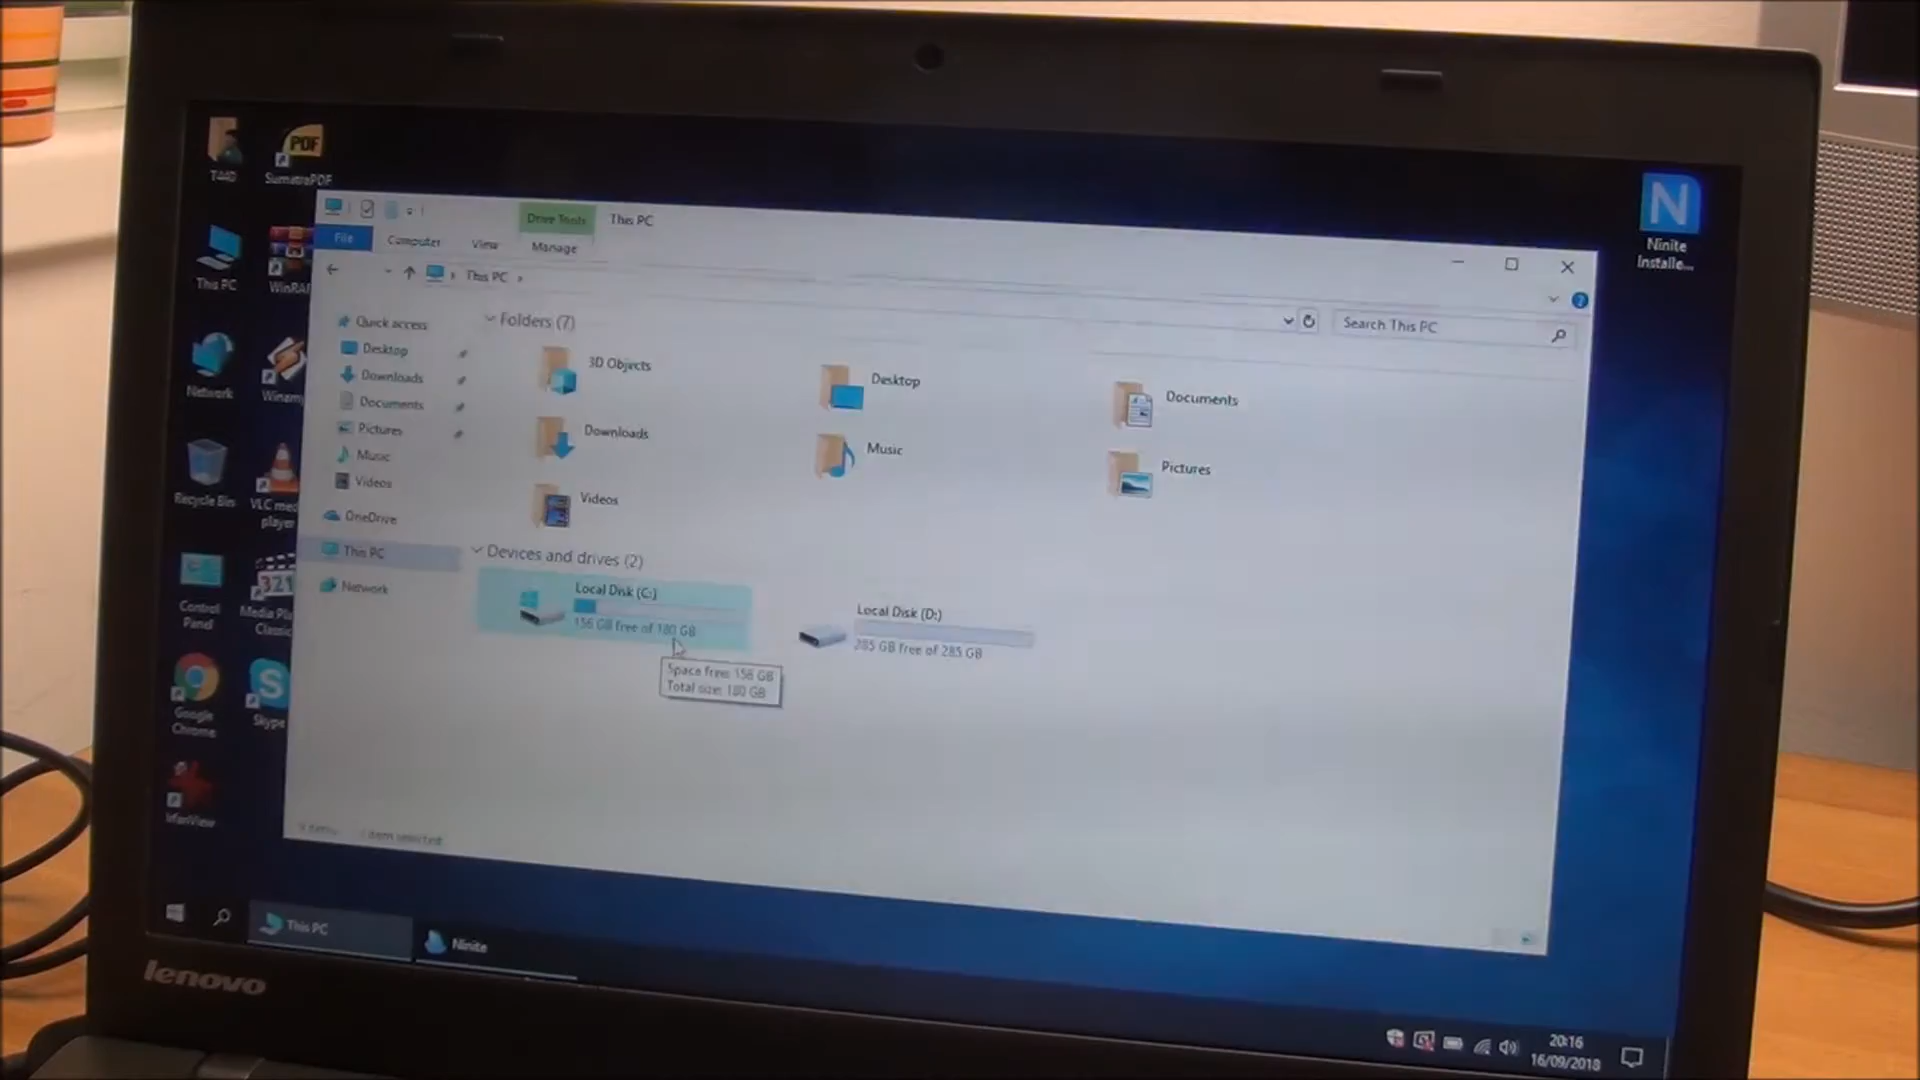 T440
PDF
SumatraPDF
This PC
WinRAR
Network
Winamp
Recycle Bin
VLC media
player
Control
Panel
321
Media Pla
Classic
Google
Chrome
S
Skype
IrfanView
N
Ninite
Installe...
Drive Tools
This PC
File
Computer
View
Manage
This PC
Search This PC
Quick access
Desktop
Downloads
Documents
Pictures
Music
Videos
OneDrive
This PC
Network
Folders (7)
3D Objects
Desktop
Documents
Downloads
Music
Pictures
Videos
Devices and drives (2)
Local Disk (C:)
156 GB free of 180 GB
Local Disk (D:)
285 GB free of 285 GB
Space free: 156 GB
Total size: 180 GB
9 items
1 item selected
This PC
Ninite
20:16
16/09/2018
lenovo